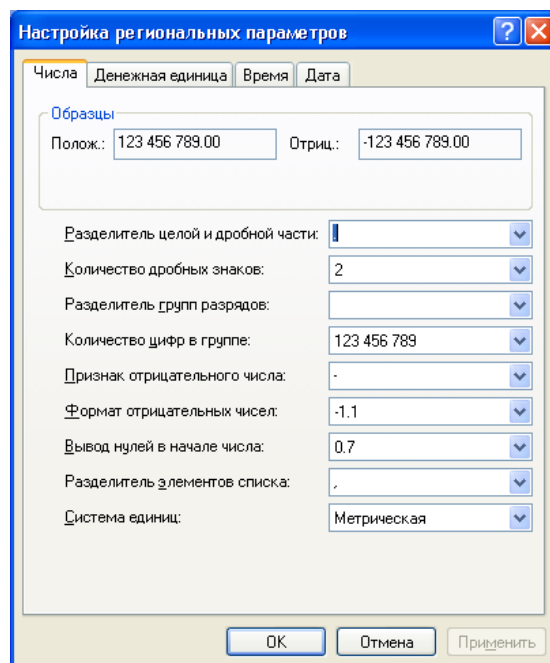 Настройка региональных параметров
Числа Денежная единица Время Дата
Образцы
Полож.: 123 456 789.00 Отриц.: -123 456 789.00
Разделитель целой и дробной части: .
Количество дробных знаков: 2
Разделитель групп разрядов:
Количество цифр в группе: 123 456 789
Признак отрицательного числа: -
Формат отрицательных чисел: -1.1
Вывод нулей в начале числа: 0.7
Разделитель элементов списка: ,
Система единиц: Метрическая
OK Отмена Применить